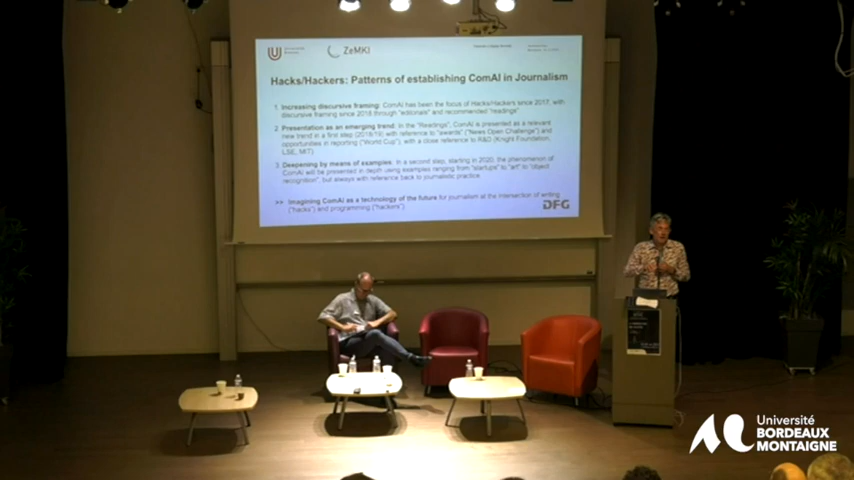 Universität
Bremen
ZeMKI
Hacks/Hackers: Patterns of establishing ComAI in Journalism
1. Increasing discursive framing: ComAI has been the focus of Hacks/Hackers since 2017, with
discursive framing since 2018 through "editorials" and recommended "readings"
2. Presentation as an emerging trend: In the "Readings", ComAI is presented as a relevant
new trend in a first step (2018/19) with reference to "awards" ("News Open Challenge") and
opportunities in reporting ("World Cup"), with a close reference to R&D (Knight Foundation,
LSE, MIT)
3. Deepening by means of examples: In a second step, starting in 2020, the phenomenon of
ComAI will be presented in depth using examples ranging from "startups" to "art" to "object
recognition", but always with reference back to journalistic practice
>> Imagining ComAI as a technology of the future for journalism at the intersection of writing
("hacks") and programming ("hackers")
DFG
Université
BORDEAUX
MONTAIGNE